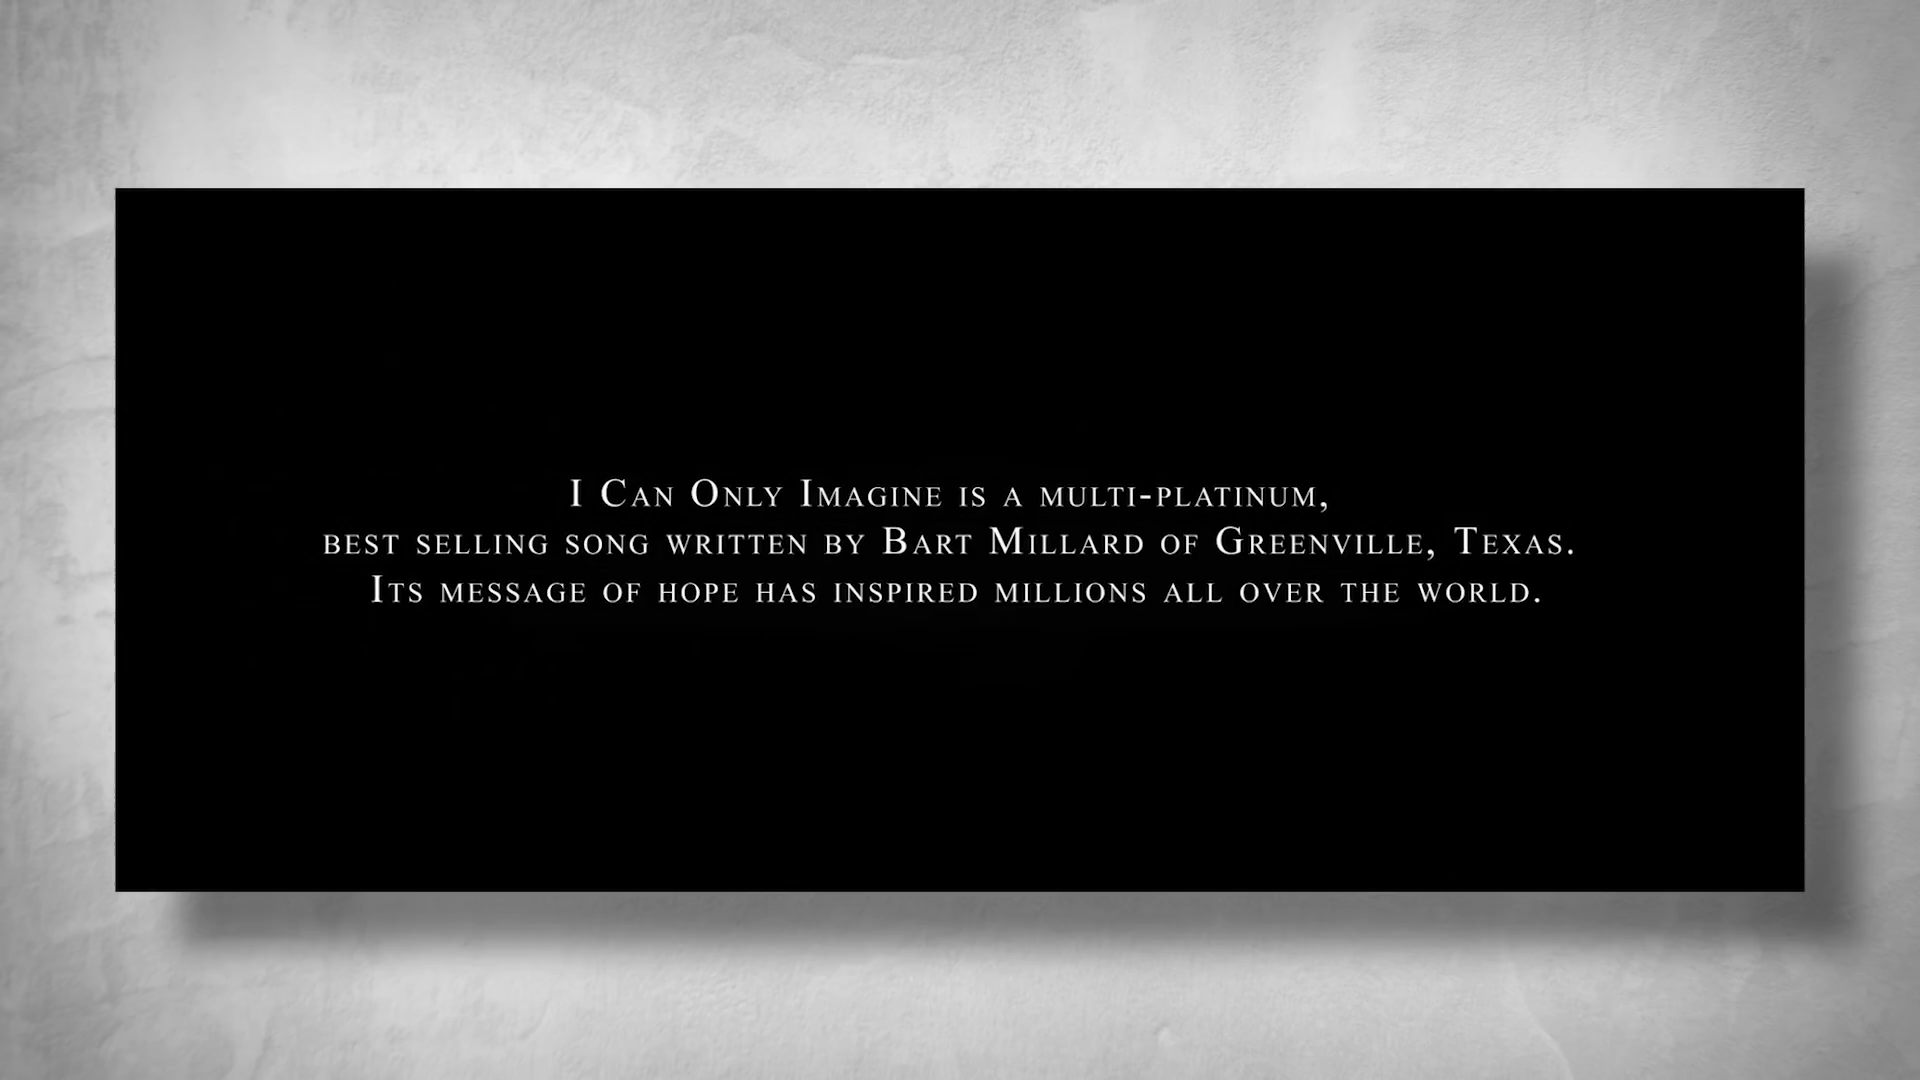 I Can Only Imagine is a multi-platinum,
best selling song written by Bart Millard of Greenville, Texas.
Its message of hope has inspired millions all over the world.